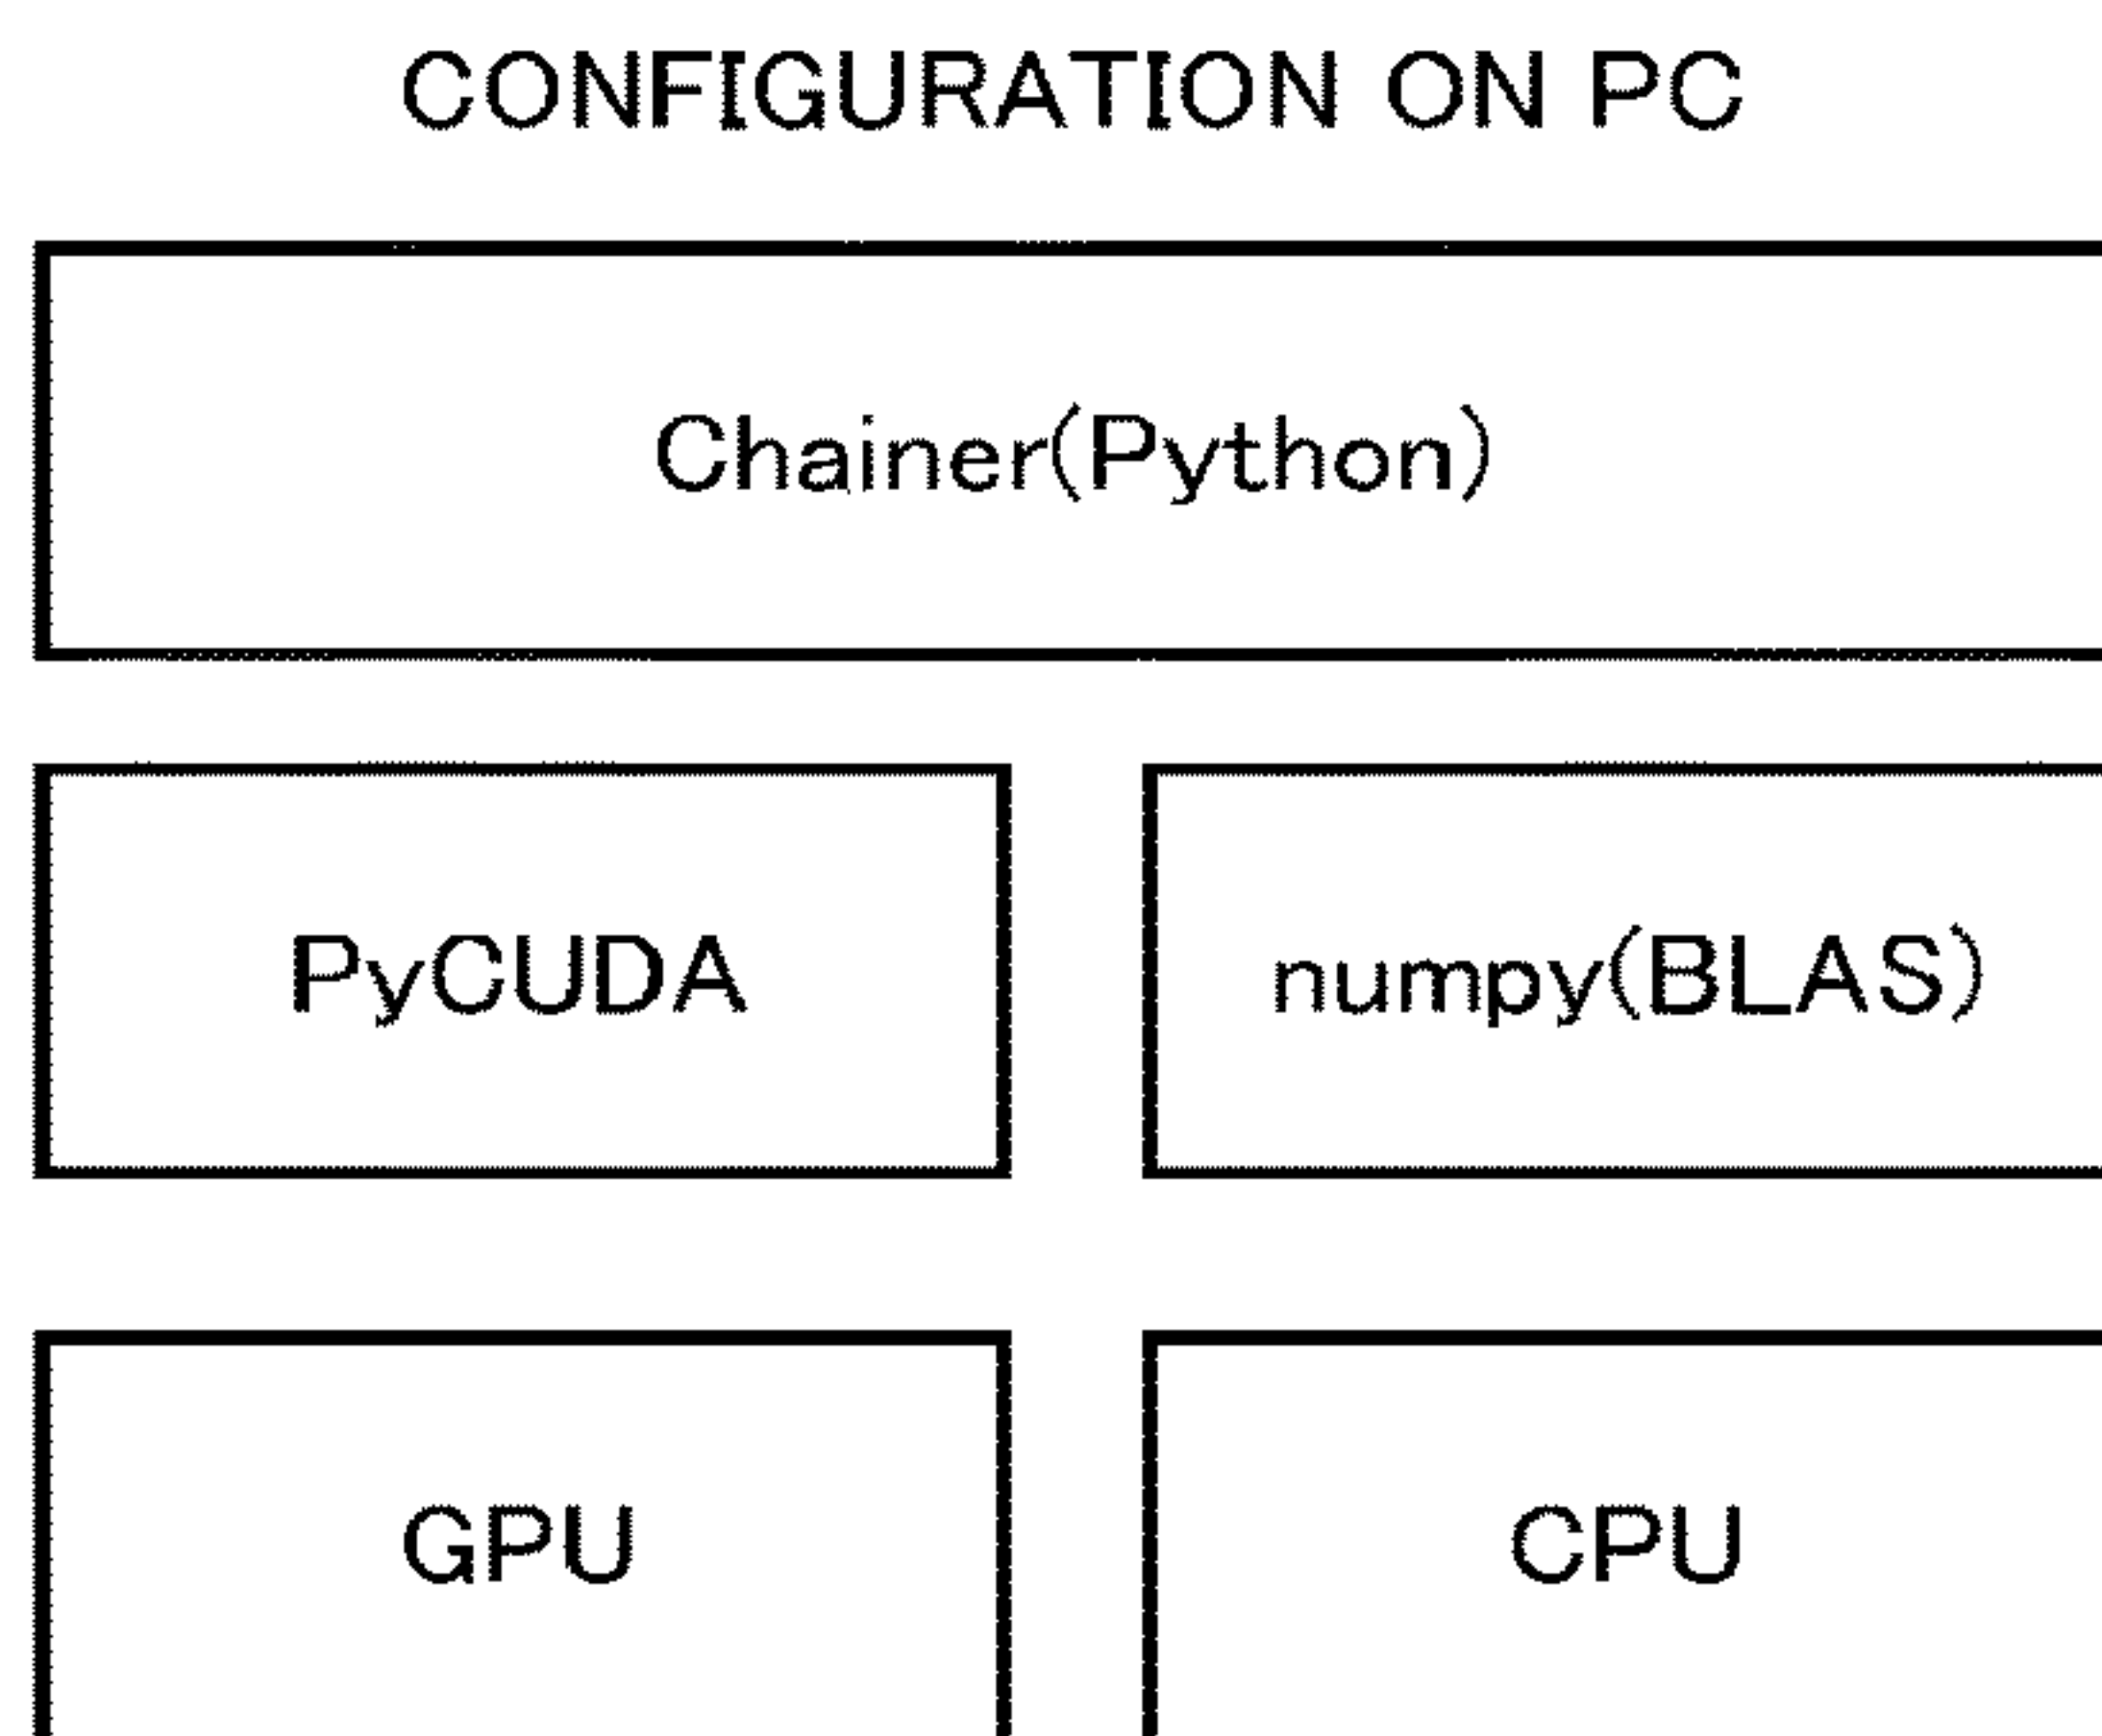 CONFIGURATION ON PC
Chainer(Python)
PyCUDA
numpy(BLAS)
GPU
CPU